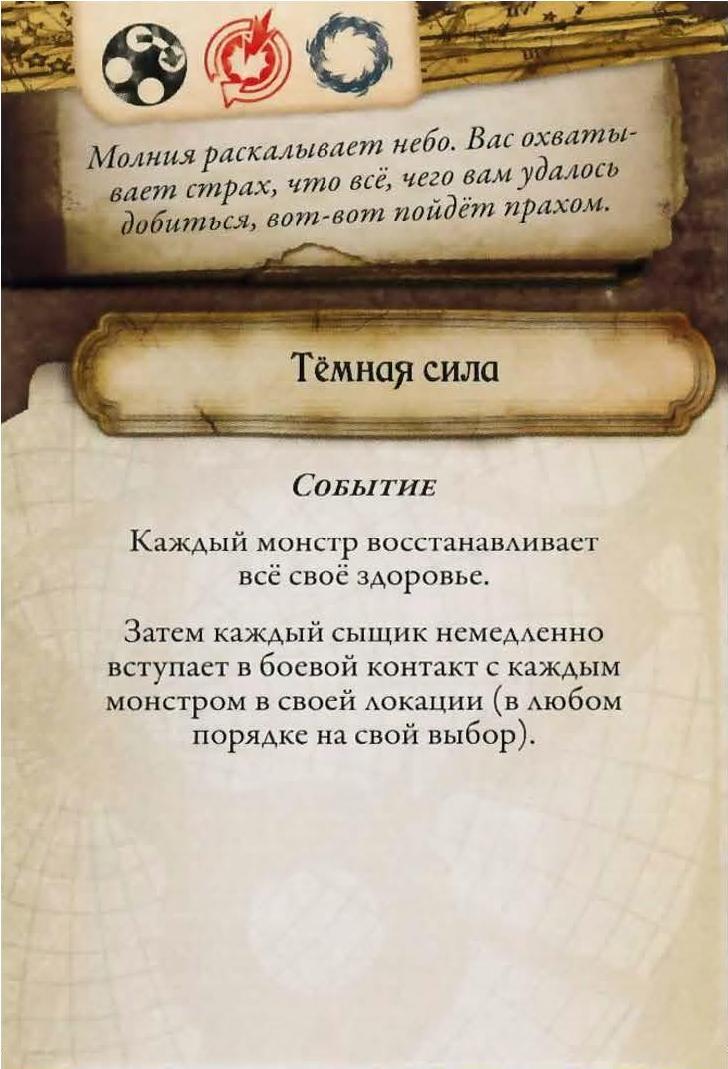 Молния раскалывает небо. Вас охваты-
вает страх, что всё, чего вам удалось
добиться, вот-вот пойдёт прахом.
Тёмная сила
Событие
Каждый монстр восстанавливает
всё своё здоровье.
Затем каждый сыщик немедленно
вступает в боевой контакт с каждым
монстром в своей локации (в любом
порядке на свой выбор).